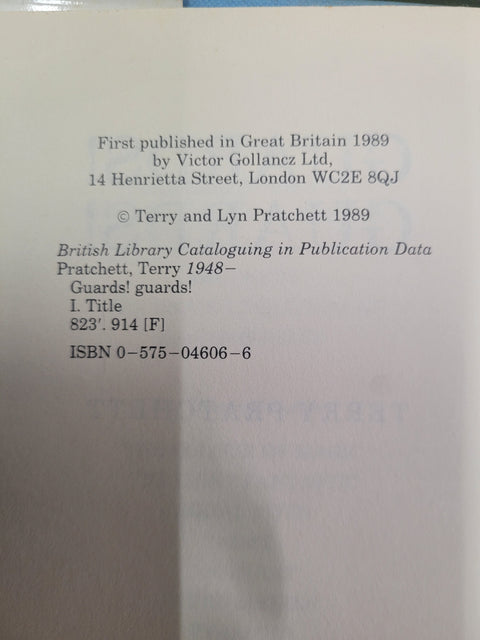 First published in Great Britain 1989
by Victor Gollancz Ltd,
14 Henrietta Street, London WC2E 8QJ
© Terry and Lyn Pratchett 1989
British Library Cataloguing in Publication Data
Pratchett, Terry 1948–
Guards! guards!
I. Title
823'. 914 [F]
ISBN 0–575–04606–6
TERRY PRATCHETT